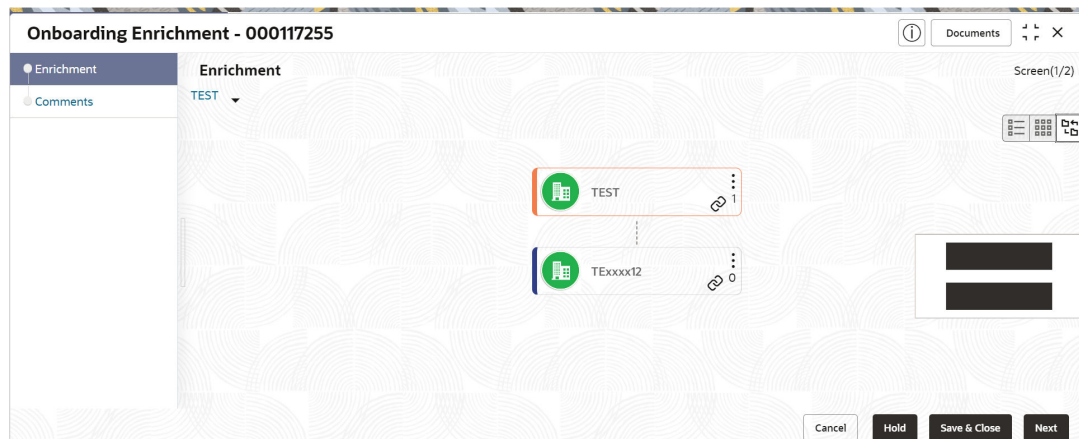 Onboarding Enrichment - 000117255
Documents
Enrichment
Comments
Enrichment
Screen(1/2)
TEST
TEST
1
TExxxx12
0
Cancel
Hold
Save & Close
Next